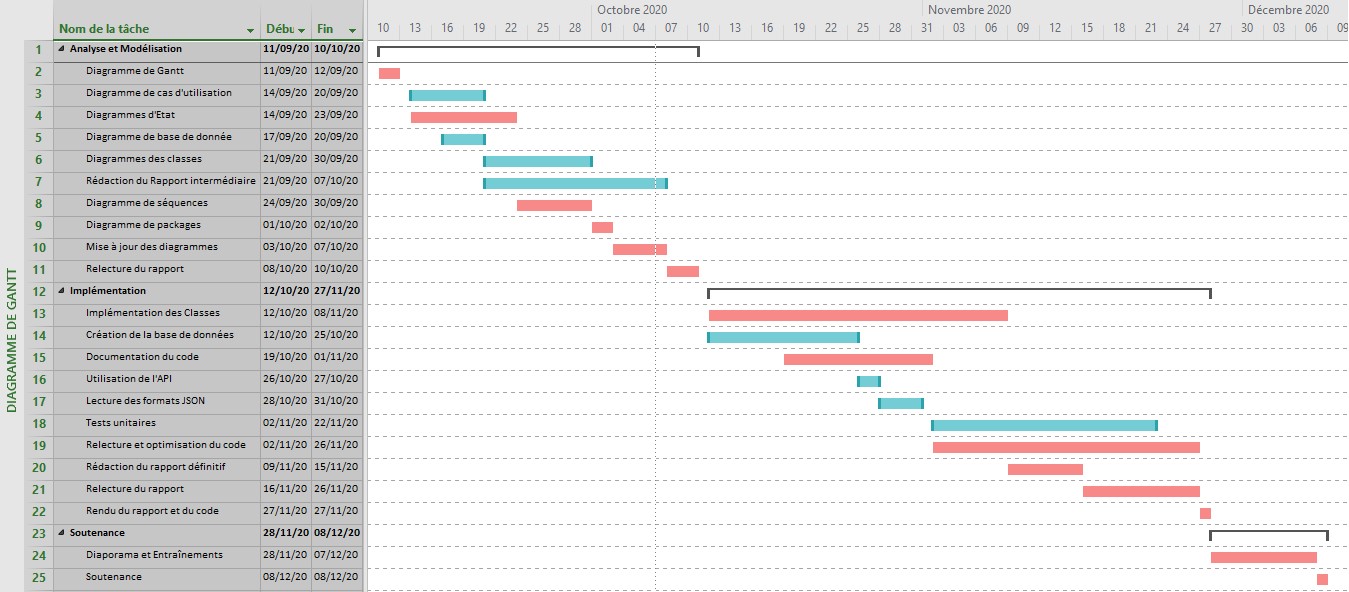 Octobre 2020 Novembre 2020 Décembre 2020
Nom de la tâche Débu Fin 10 13 16 19 22 25 28 01 04 07 10 13 16 19 22 25 28 31 03 06 09 12 15 18 21 24 27 30 03 06 09
1 Analyse et Modélisation 11/09/20 10/10/20
2 Diagramme de Gantt 11/09/20 12/09/20
3 Diagramme de cas d'utilisation 14/09/20 20/09/20
4 Diagrammes d'Etat 14/09/20 23/09/20
5 Diagramme de base de donnée 17/09/20 20/09/20
6 Diagrammes des classes 21/09/20 30/09/20
7 Rédaction du Rapport intermédiaire 21/09/20 07/10/20
8 Diagramme de séquences 24/09/20 30/09/20
9 Diagramme de packages 01/10/20 02/10/20
10 Mise à jour des diagrammes 03/10/20 07/10/20
11 Relecture du rapport 08/10/20 10/10/20
12 Implémentation 12/10/20 27/11/20
13 Implémentation des Classes 12/10/20 08/11/20
14 Création de la base de données 12/10/20 25/10/20
15 Documentation du code 19/10/20 01/11/20
16 Utilisation de l'API 26/10/20 27/10/20
17 Lecture des formats JSON 28/10/20 31/10/20
18 Tests unitaires 02/11/20 22/11/20
19 Relecture et optimisation du code 02/11/20 26/11/20
20 Rédaction du rapport définitif 09/11/20 15/11/20
21 Relecture du rapport 16/11/20 26/11/20
22 Rendu du rapport et du code 27/11/20 27/11/20
23 Soutenance 28/11/20 08/12/20
24 Diaporama et Entraînements 28/11/20 07/12/20
25 Soutenance 08/12/20 08/12/20
DIAGRAMME DE GANTT